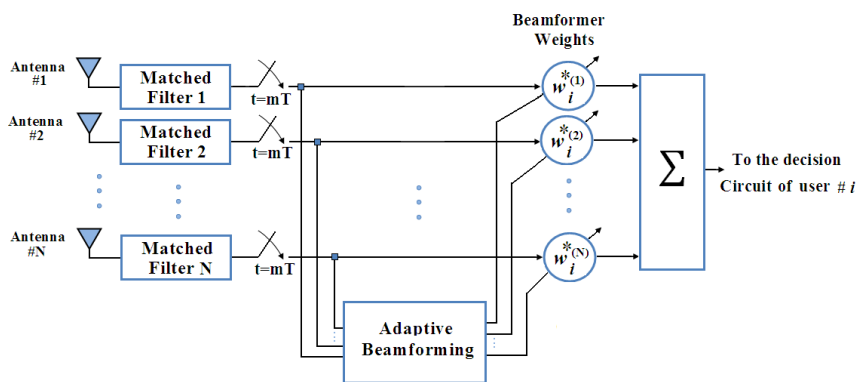 Beamformer
Weights
Antenna
#1
Matched
Filter 1
t=mT
w*(1)i
Antenna
#2
Matched
Filter 2
t=mT
w*(2)i
Σ
To the decision
Circuit of user # i
Antenna
#N
Matched
Filter N
t=mT
w*(N)i
Adaptive
Beamforming